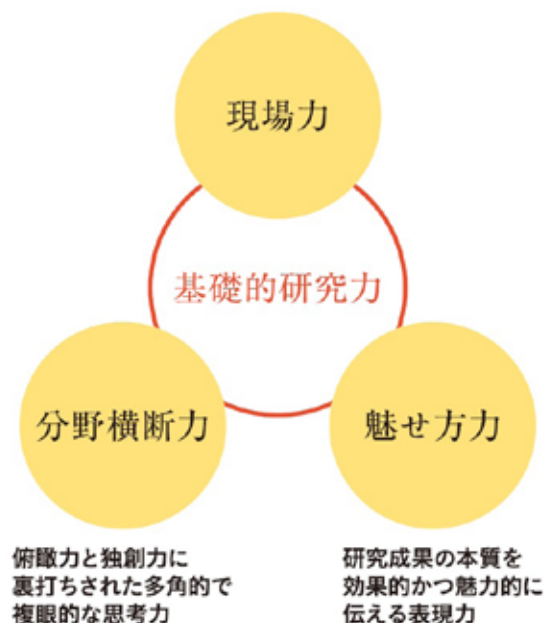 現場力
基礎的研究力
分野横断力
魅せ方力
俯瞰力と独創力に
裏打ちされた多角的で
複眼的な思考力
研究成果の本質を
効果的かつ魅力的に
伝える表現力